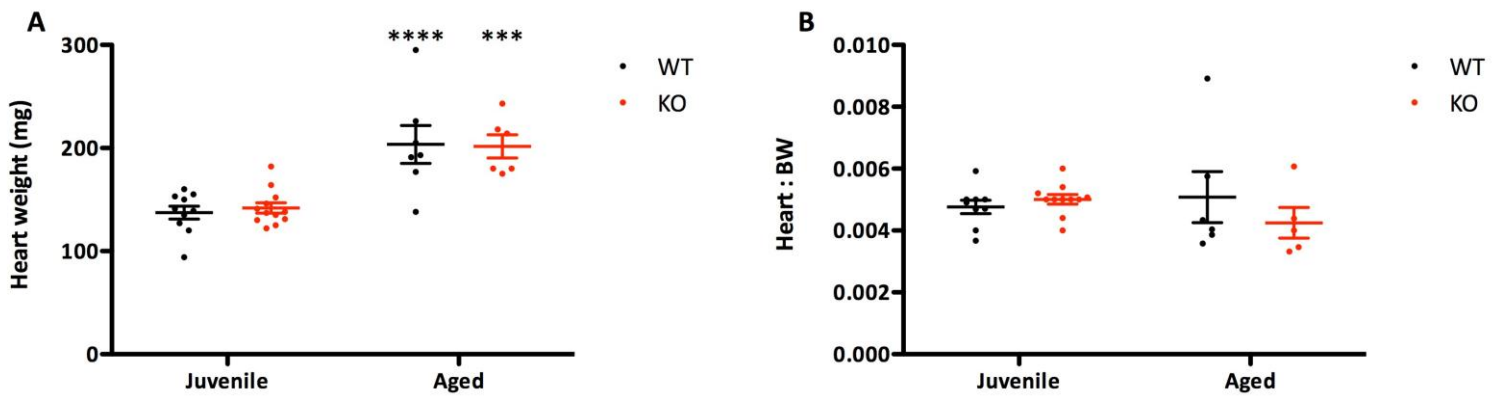 A
Heart weight (mg)
300
200
100
0
**** ***
Juvenile Aged
WT
KO
B
Heart : BW
0.010
0.008
0.006
0.004
0.002
0.000
Juvenile Aged
WT
KO